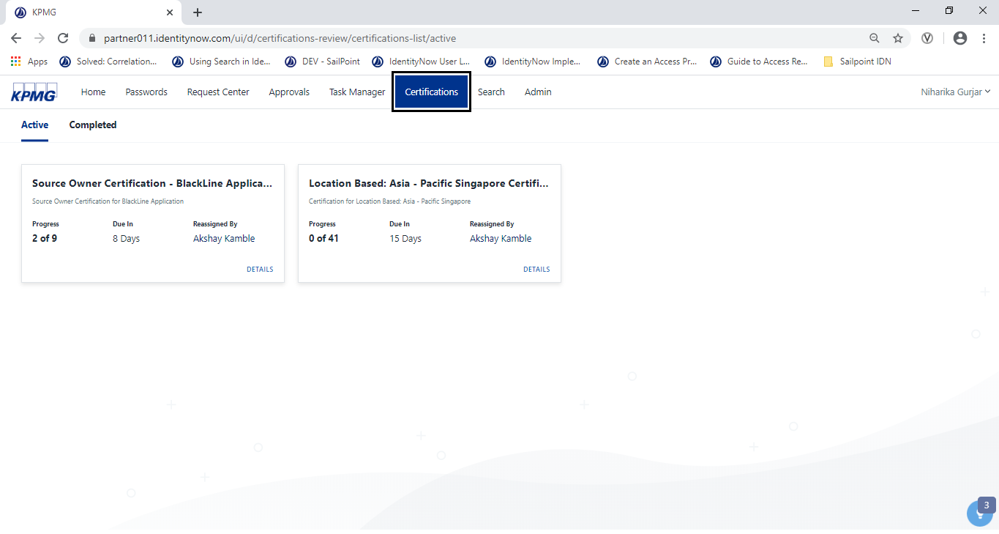 KPMG
partner011.identitynow.com/ui/d/certifications-review/certifications-list/active
Apps Solved: Correlation... Using Search in Ide... DEV - SailPoint IdentityNow User L... IdentityNow Imple... Create an Access Pr... Guide to Access Re... Sailpoint IDN
KPMG Home Passwords Request Center Approvals Task Manager Certifications Search Admin Niharika Gurjar
Active Completed
Source Owner Certification - BlackLine Applica...
Source Owner Certification for BlackLine Application
Progress Due In Reassigned By
2 of 9 8 Days Akshay Kamble
DETAILS
Location Based: Asia - Pacific Singapore Certifi...
Certification for Location Based: Asia - Pacific Singapore
Progress Due In Reassigned By
0 of 41 15 Days Akshay Kamble
DETAILS
3